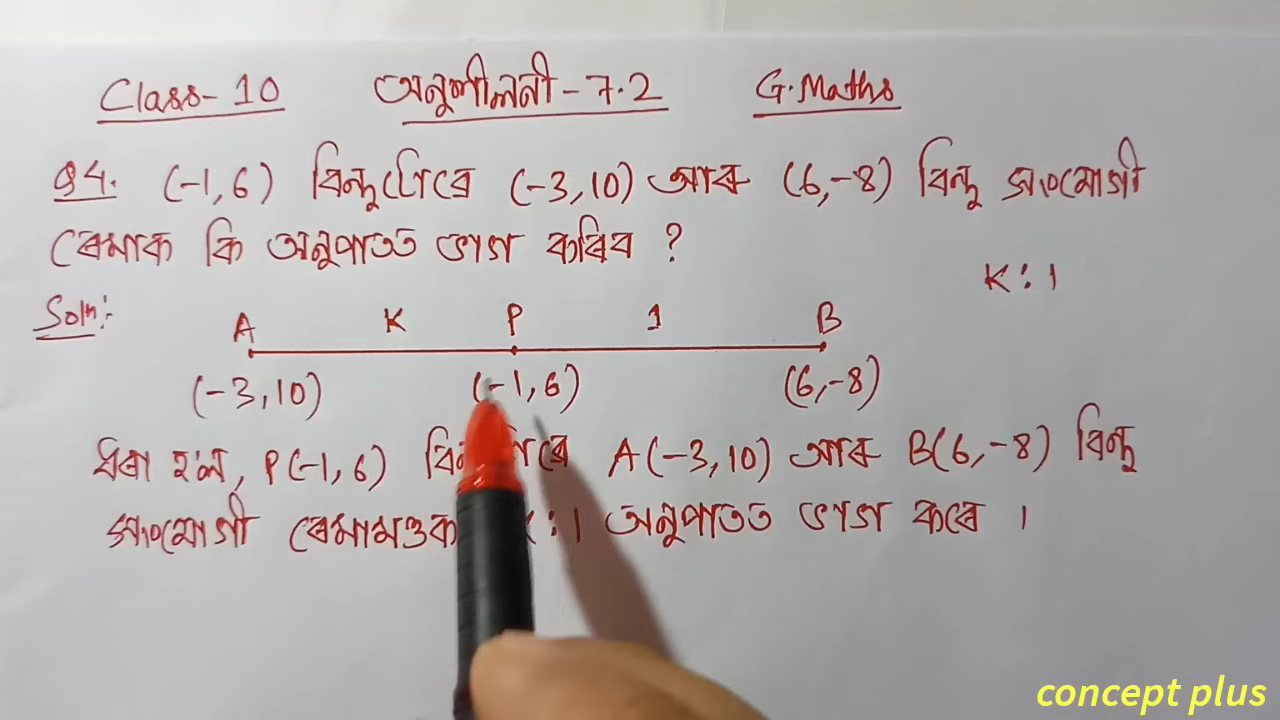 Class-10 অনুশীলনী-7.2 G.Maths
Q4. (-1,6) বিন্দুটোৱে (-3,10) আৰু (6,-8) বিন্দু সংযোগী
ৰেখাক কি অনুপাতত ভাগ কৰিব ?
K:1
Soln:-
A K P 1 B
(-3,10) (-1,6) (6,-8)
ধৰা হ'ল, P(-1,6) A(-3,10) আৰু B(6,-8) বিন্দু
সংযোগী ৰেখাখণ্ডক :1 অনুপাতত ভাগ কৰে ।
concept plus